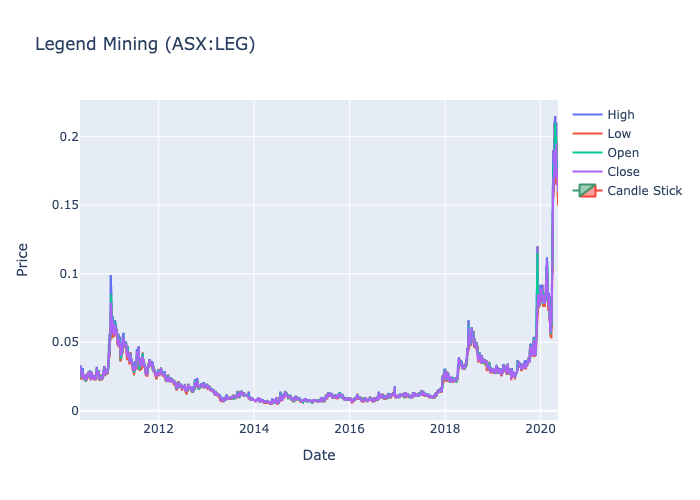 Legend Mining (ASX:LEG)
High
Low
Open
Close
Candle Stick
0.2
0.15
0.1
0.05
0
Price
2012
2014
2016
2018
2020
Date